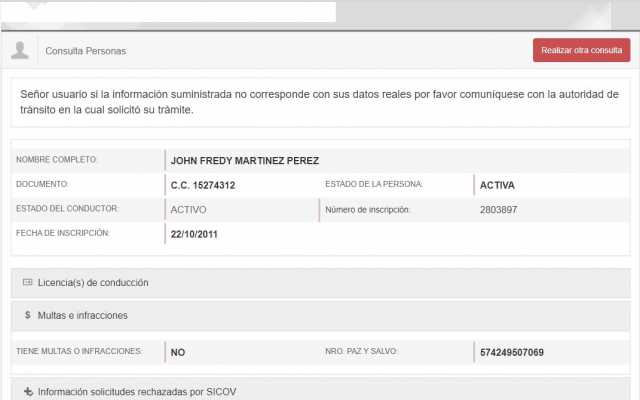 Consulta Personas
Realizar otra consulta
Señor usuario si la información suministrada no corresponde con sus datos reales por favor comuníquese con la autoridad de
tránsito en la cual solicitó su trámite.
NOMBRE COMPLETO: JOHN FREDY MARTINEZ PEREZ
DOCUMENTO: C.C. 15274312 ESTADO DE LA PERSONA: ACTIVA
ESTADO DEL CONDUCTOR: ACTIVO Número de inscripción: 2803897
FECHA DE INSCRIPCIÓN: 22/10/2011
Licencia(s) de conducción
$ Multas e infracciones
TIENE MULTAS O INFRACCIONES: NO NRO. PAZ Y SALVO: 574249507069
Información solicitudes rechazadas por SICOV